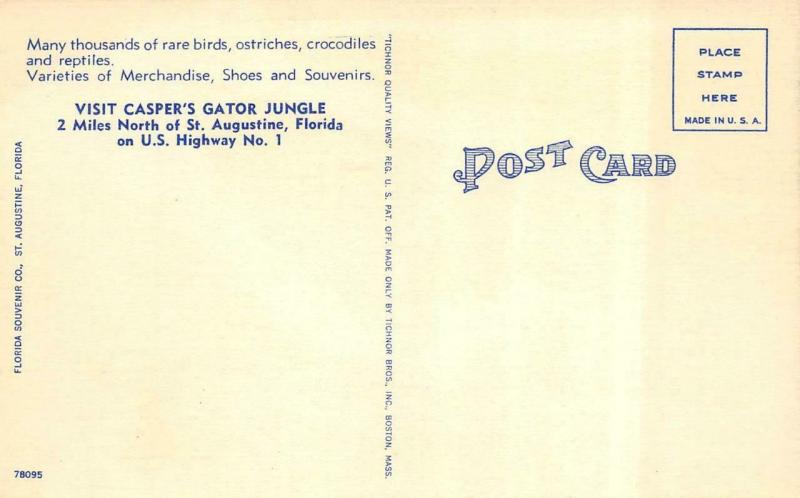 Many thousands of rare birds, ostriches, crocodiles
and reptiles.
Varieties of Merchandise, Shoes and Souvenirs.
VISIT CASPER'S GATOR JUNGLE
2 Miles North of St. Augustine, Florida
on U.S. Highway No. 1
FLORIDA SOUVENIR CO., ST. AUGUSTINE, FLORIDA
78095
"TICHNOR QUALITY VIEWS" REG. U. S. PAT. OFF. MADE ONLY BY TICHNOR BROS., INC., BOSTON, MASS.
POST CARD
PLACE
STAMP
HERE
MADE IN U. S. A.